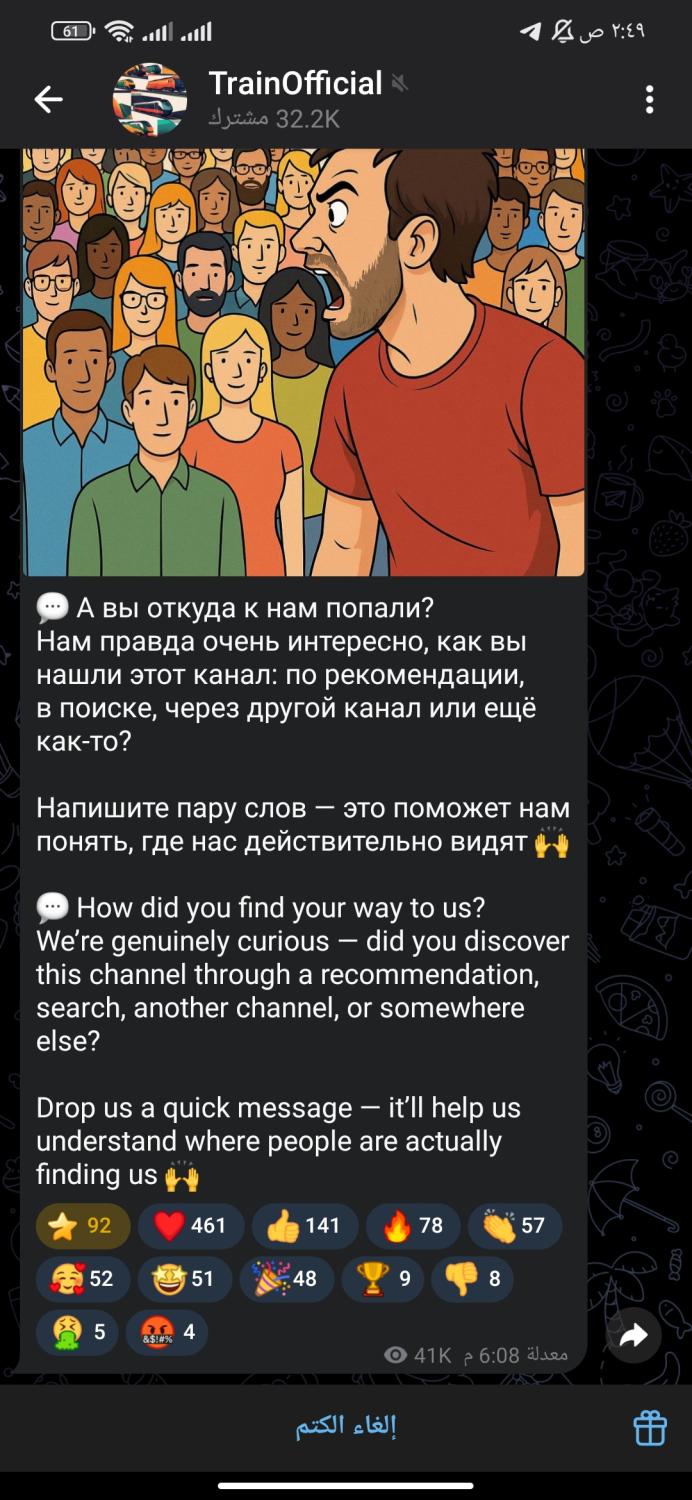 61
٢:٤٩ ص
TrainOfficial
32.2K مشترك
💬 А вы откуда к нам попали?
Нам правда очень интересно, как вы
нашли этот канал: по рекомендации,
в поиске, через другой канал или ещё
как-то?
Напишите пару слов — это поможет нам
понять, где нас действительно видят 🙌
💬 How did you find your way to us?
We’re genuinely curious — did you discover
this channel through a recommendation,
search, another channel, or somewhere
else?
Drop us a quick message — it’ll help us
understand where people are actually
finding us 🙌
⭐ 92 ❤️ 461 👍 141 🔥 78 👏 57
🥰 52 🤩 51 🎉 48 🏆 9 👎 8
🤮 5 🤬 4
41K معدلة 6:08 م
إلغاء الكتم